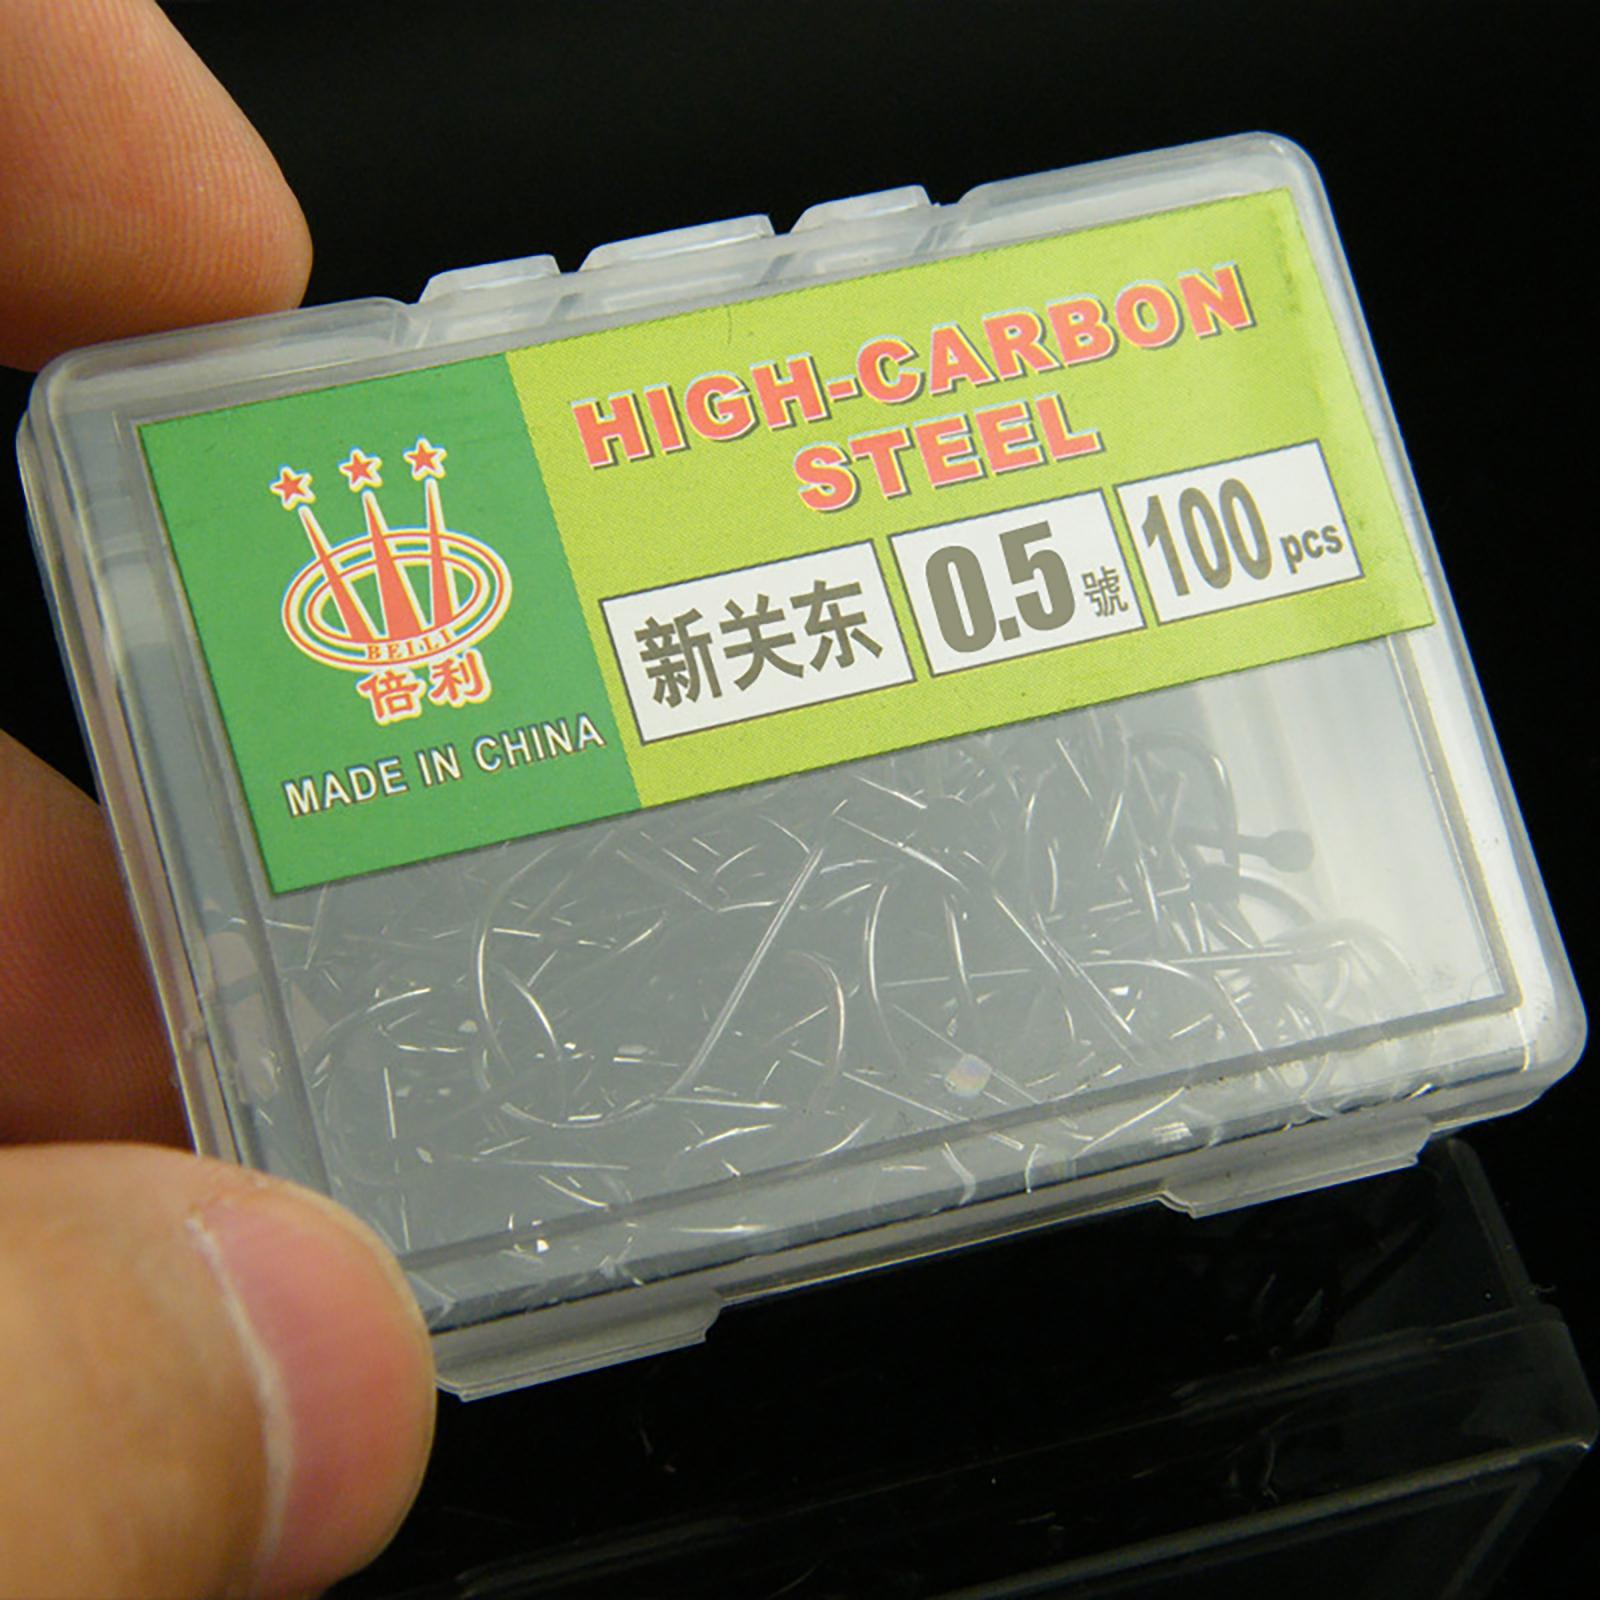 BEILI
倍利
MADE IN CHINA
HIGH-CARBON
STEEL
新关东
0.5號
100 pcs